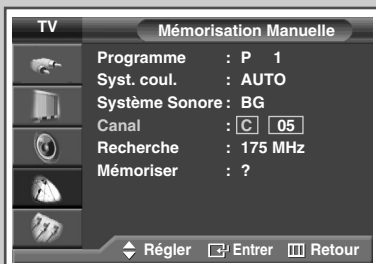 TV
Mémorisation Manuelle
Programme : P 1
Syst. coul. : AUTO
Système Sonore : BG
Canal : C 05
Recherche : 175 MHz
Mémoriser : ?
Régler Entrer Retour